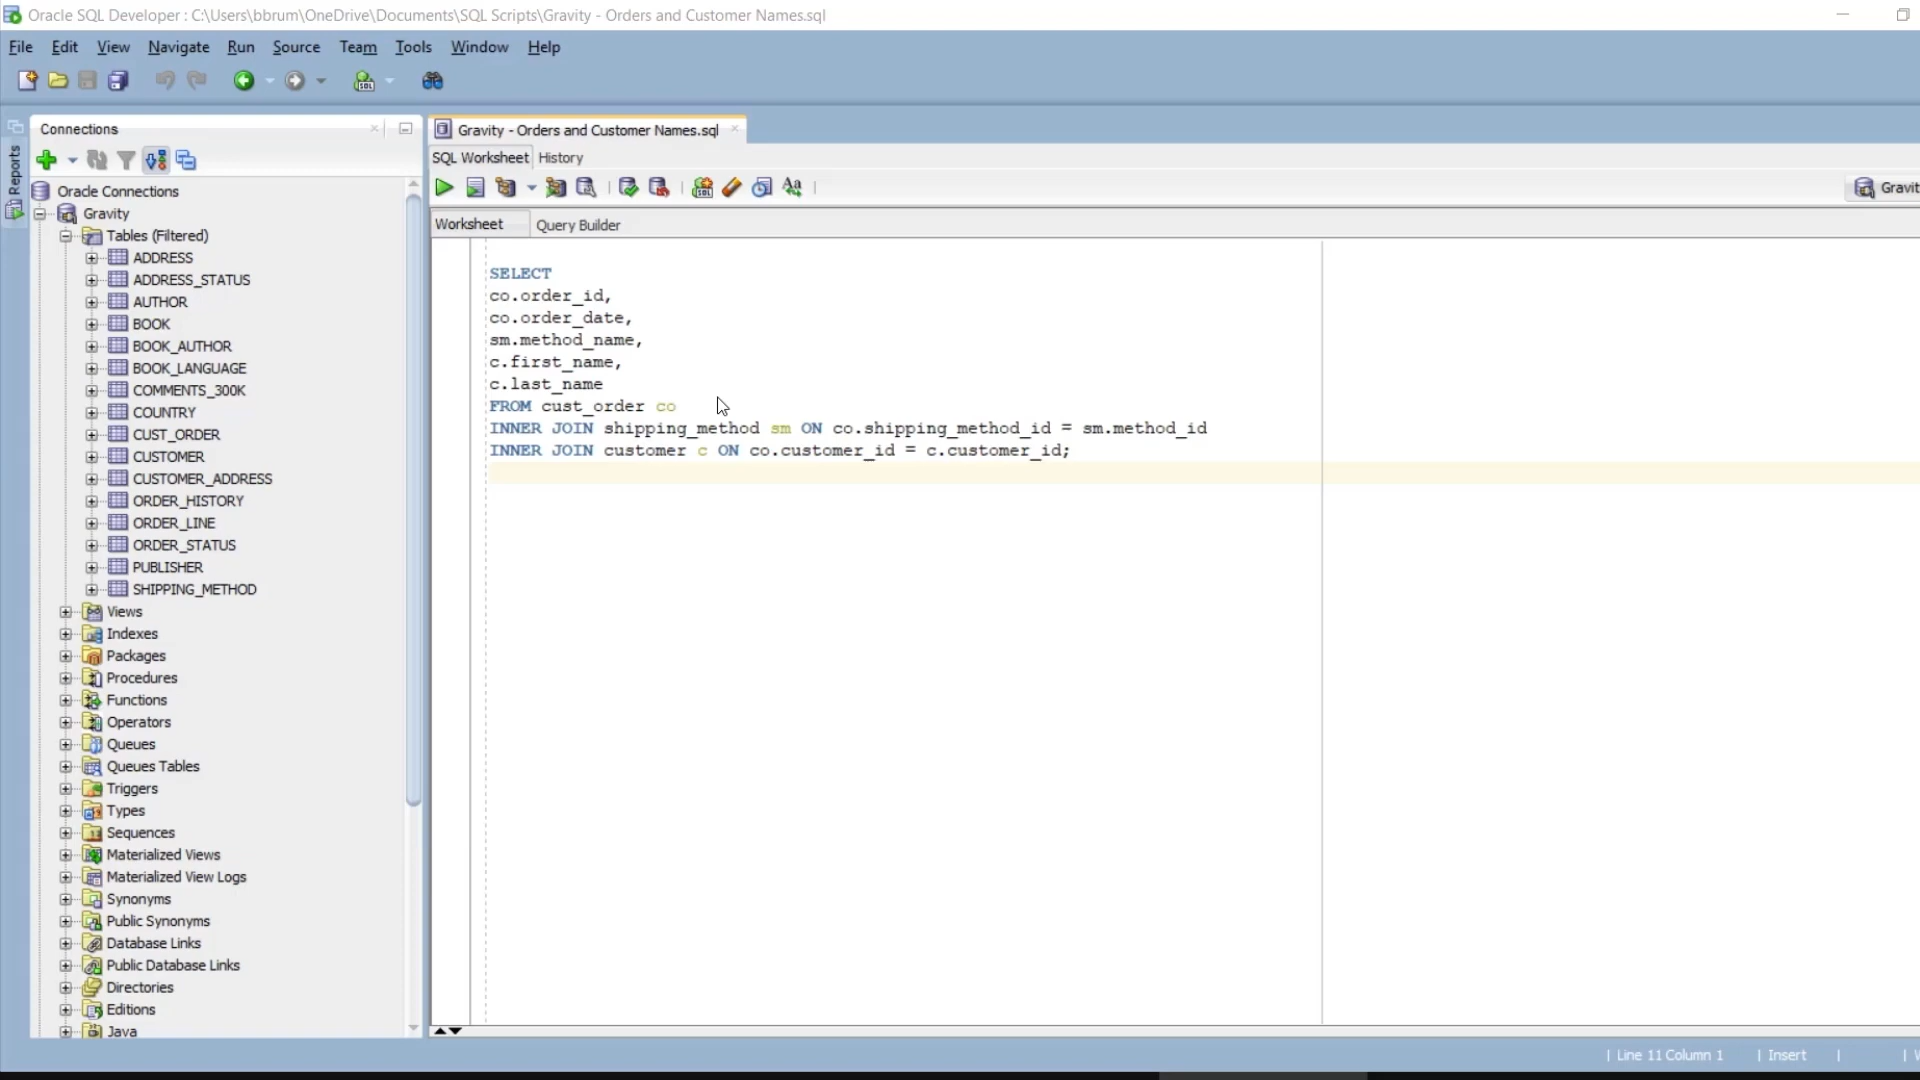 Oracle SQL Developer : C:\Users\bbrum\OneDrive\Documents\SQL Scripts\Gravity - Orders and Customer Names.sql
File Edit View Navigate Run Source Team Tools Window Help
Reports
Connections
Oracle Connections
Gravity
Tables (Filtered)
ADDRESS
ADDRESS_STATUS
AUTHOR
BOOK
BOOK_AUTHOR
BOOK_LANGUAGE
COMMENTS_300K
COUNTRY
CUST_ORDER
CUSTOMER
CUSTOMER_ADDRESS
ORDER_HISTORY
ORDER_LINE
ORDER_STATUS
PUBLISHER
SHIPPING_METHOD
Views
Indexes
Packages
Procedures
Functions
Operators
Queues
Queues Tables
Triggers
Types
Sequences
Materialized Views
Materialized View Logs
Synonyms
Public Synonyms
Database Links
Public Database Links
Directories
Editions
Java
Gravity - Orders and Customer Names.sql
SQL Worksheet History
Gravit
Worksheet Query Builder
SELECT
co.order_id,
co.order_date,
sm.method_name,
c.first_name,
c.last_name
FROM cust_order co
INNER JOIN shipping_method sm ON co.shipping_method_id = sm.method_id
INNER JOIN customer c ON co.customer_id = c.customer_id;
| Line 11 Column 1 | Insert | |